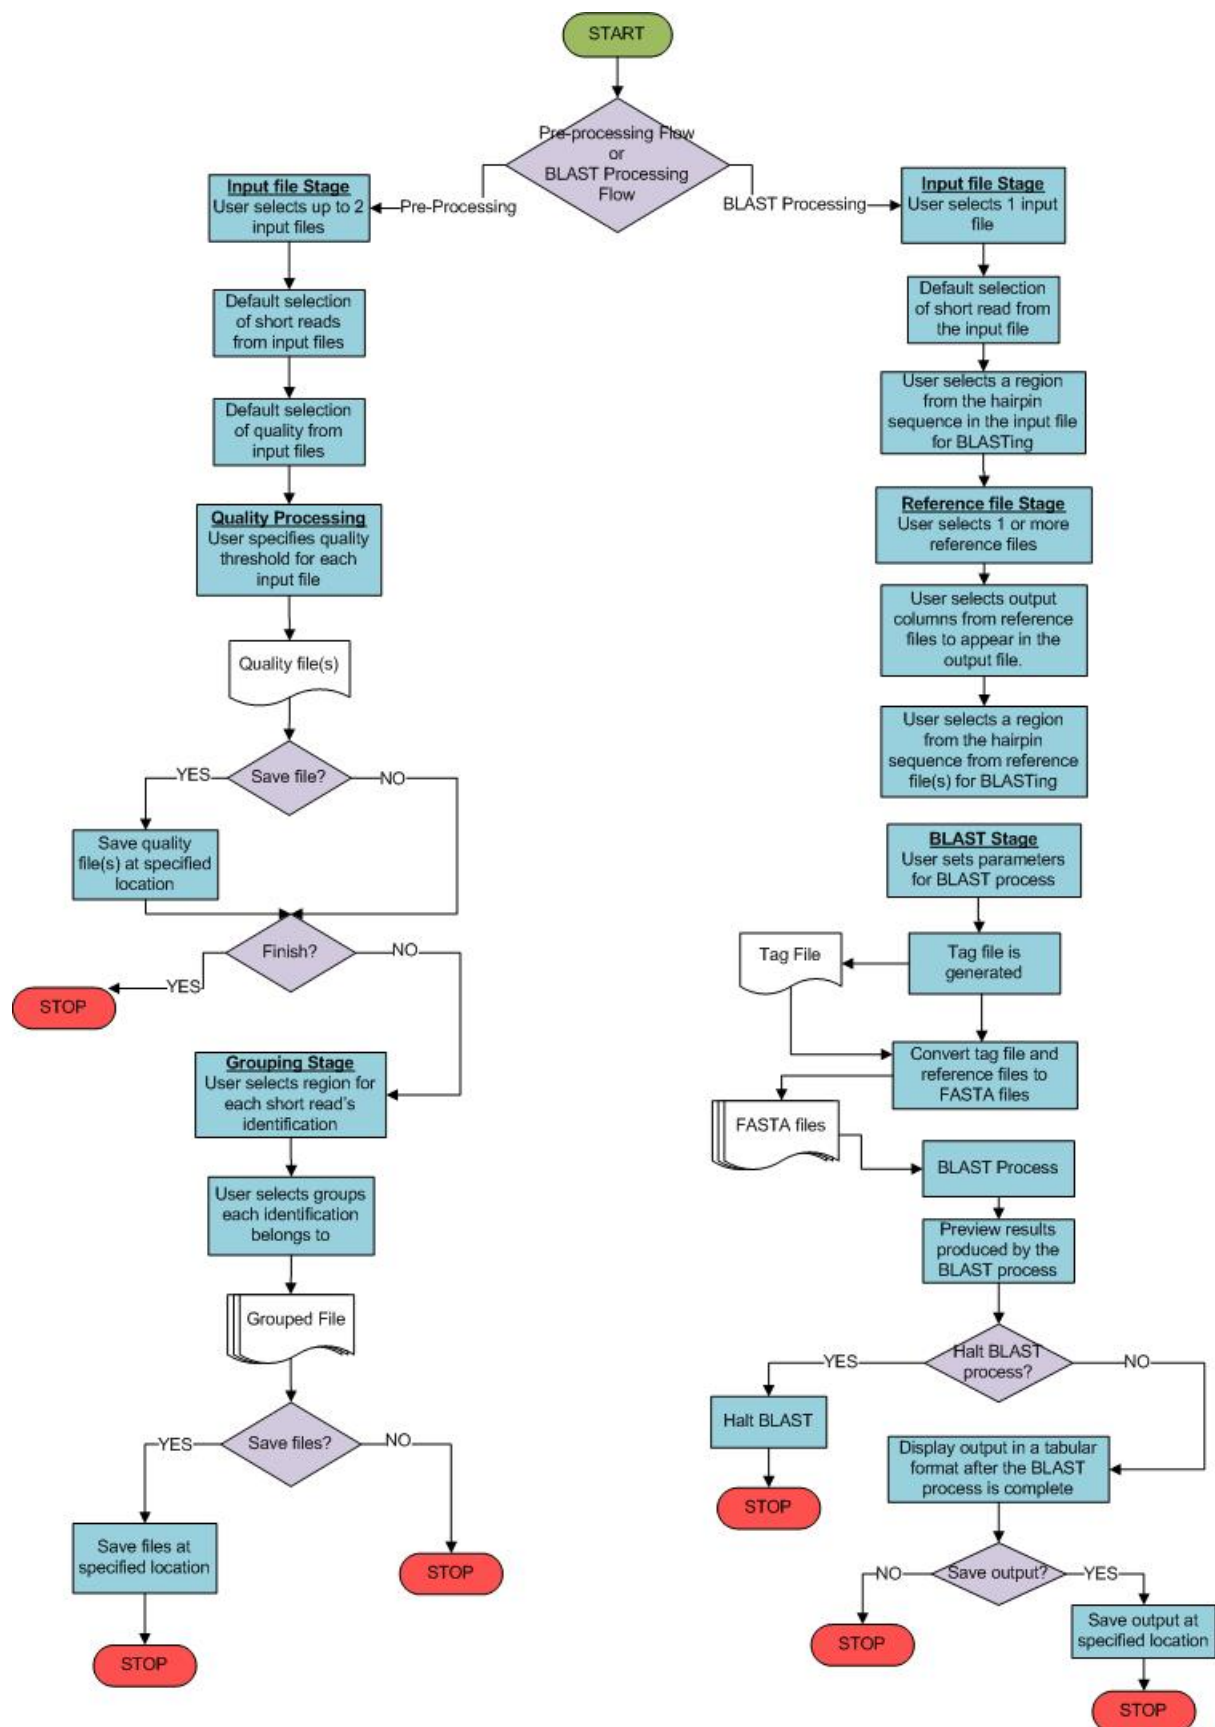 START
Pre-processing Flow
or
BLAST Processing
Flow
Pre-Processing
BLAST Processing
Input file Stage
User selects up to 2
input files
Default selection
of short reads
from input files
Default selection
of quality from
input files
Quality Processing
User specifies quality
threshold for each
input file
Quality file(s)
Save file?
YES
NO
Save quality
file(s) at specified
location
Finish?
YES
NO
STOP
Grouping Stage
User selects region for
each short read's
identification
User selects groups
each identification
belongs to
Grouped File
Save files?
YES
NO
Save files at
specified location
STOP
STOP
Input file Stage
User selects 1 input
file
Default selection
of short read from
the input file
User selects a region
from the hairpin
sequence in the input file
for BLASTing
Reference file Stage
User selects 1 or more
reference files
User selects output
columns from reference
files to appear in the
output file.
User selects a region
from the hairpin
sequence from reference
file(s) for BLASTing
BLAST Stage
User sets parameters
for BLAST process
Tag File
Tag file is
generated
Convert tag file and
reference files to
FASTA files
FASTA files
BLAST Process
Preview results
produced by the
BLAST process
Halt BLAST
process?
YES
NO
Halt BLAST
STOP
Display output in a tabular
format after the BLAST
process is complete
Save output?
NO
YES
STOP
Save output at
specified location
STOP